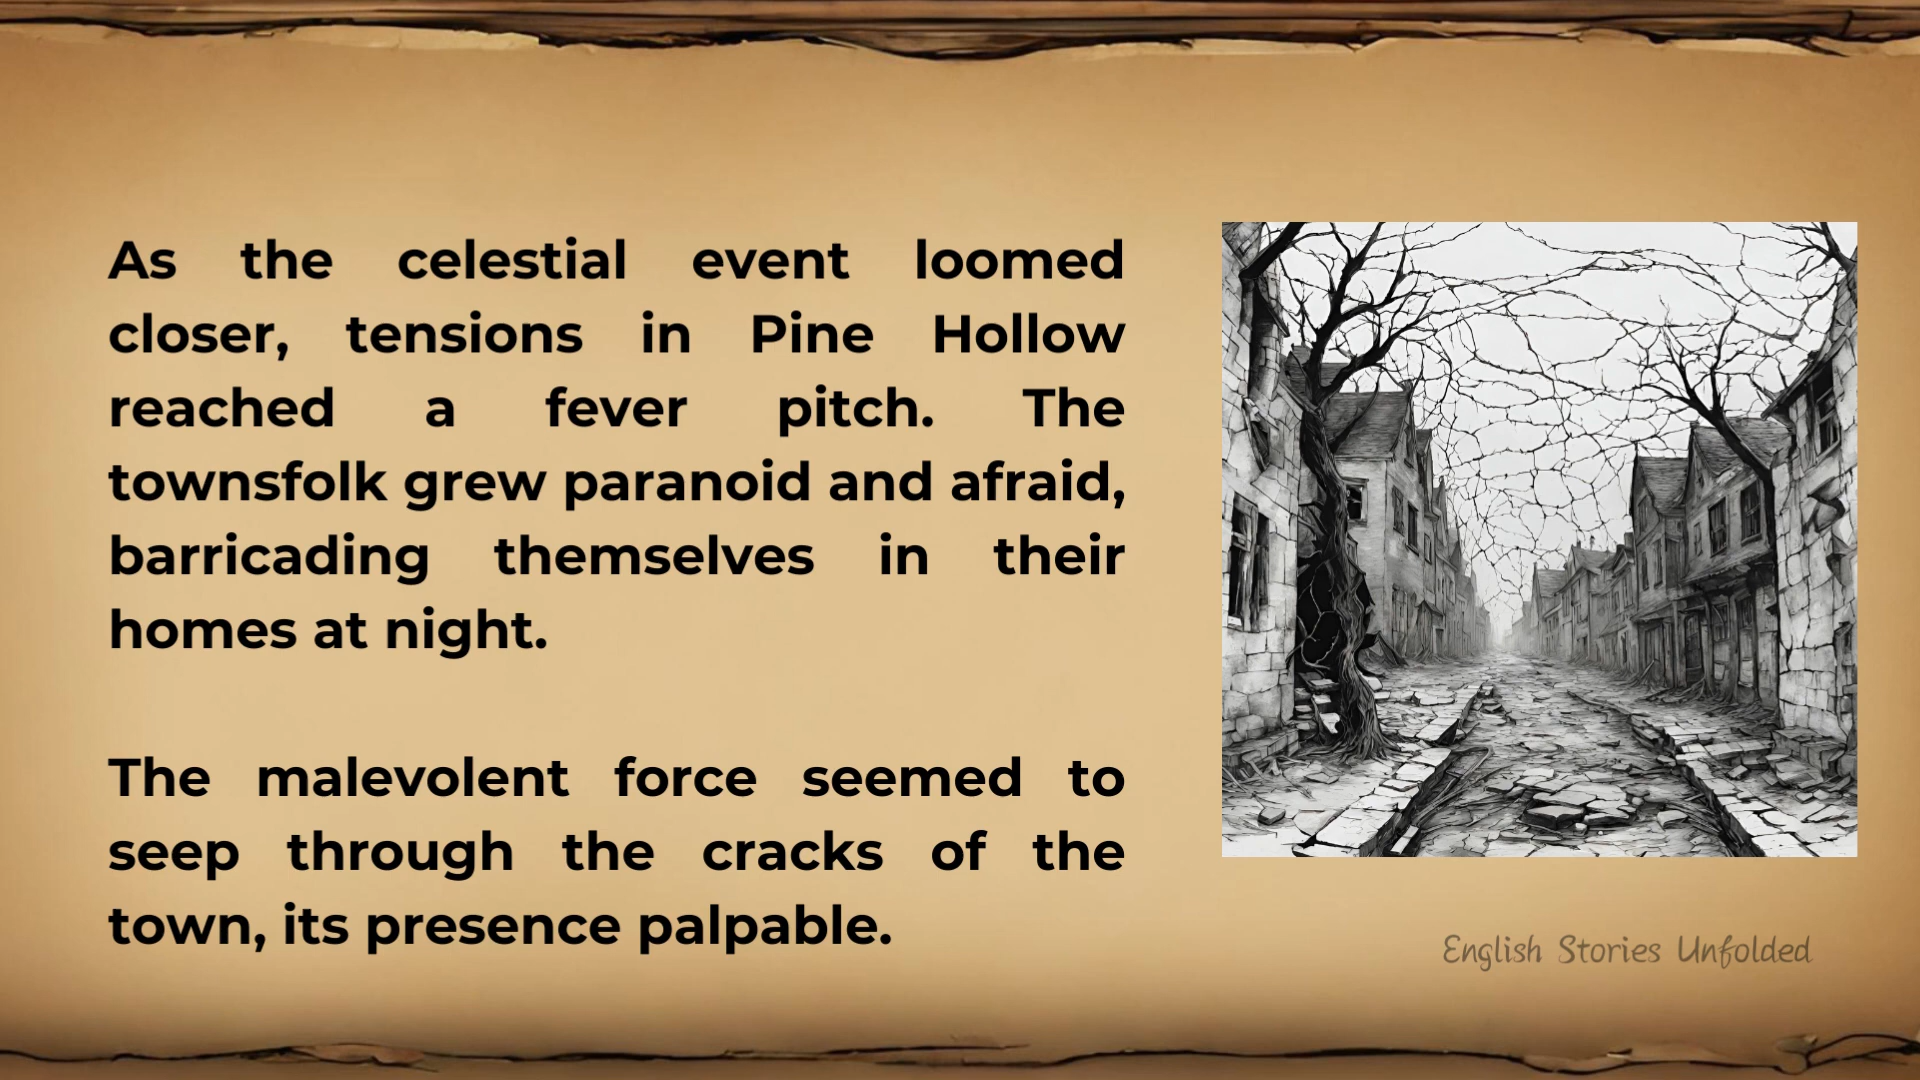 As the celestial event loomed
closer, tensions in Pine Hollow
reached a fever pitch. The
townsfolk grew paranoid and afraid,
barricading themselves in their
homes at night.
The malevolent force seemed to
seep through the cracks of the
town, its presence palpable.
English Stories Unfolded